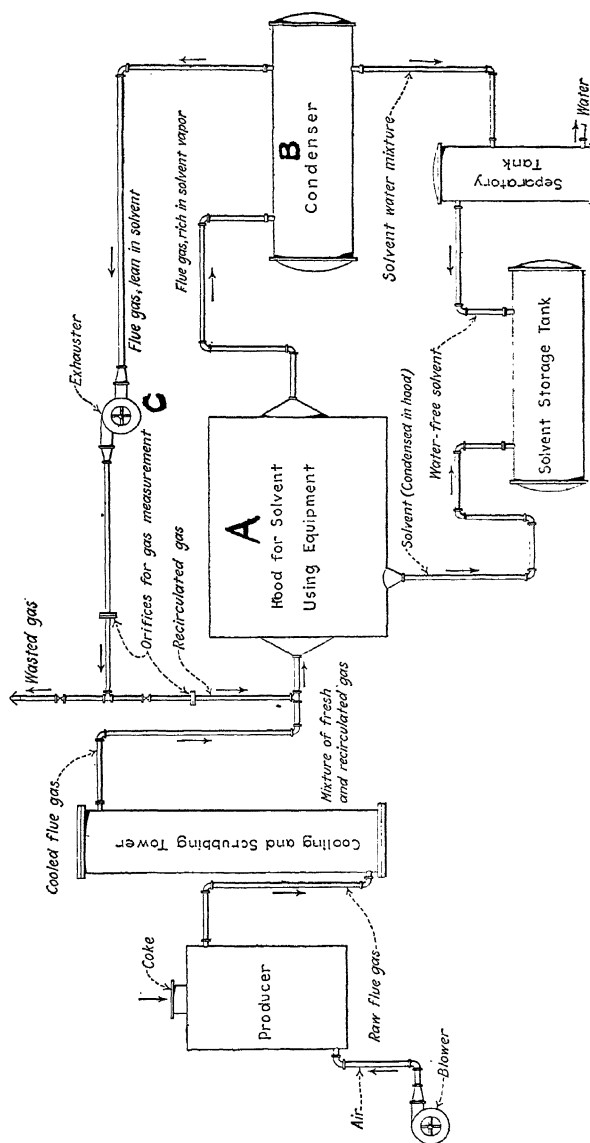 Wasted gas
Orifices for gas measurement
Recirculated gas
Exhauster
C
Flue gas, lean in solvent
Flue gas, rich in solvent vapor
B
Condenser
Solvent water mixture
Separatory
Tank
Water
Water-free solvent
Solvent Storage Tank
Solvent (Condensed in hood)
A
Hood for Solvent
Using Equipment
Mixture of fresh
and recirculated gas
Cooled flue gas
Cooling and Scrubbing Tower
Raw flue gas
Coke
Producer
Air
Blower